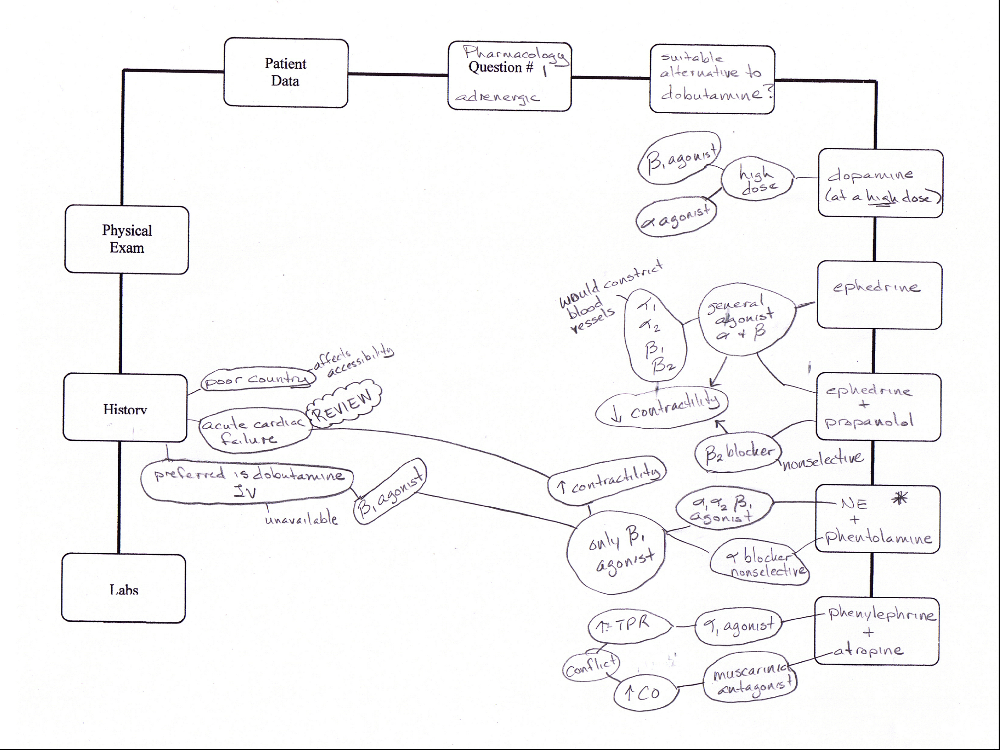 Patient
Data
Pharmacology
Question # 1
adrenergic
suitable
alternative to
dobutamine?
dopamine
(at a high dose)
high
dose
β₁ agonist
α agonist
ephedrine
general
agonist
α + β
α₁
α₂
β₁
β₂
would constrict
blood
vessels
↓ contractility
ephedrine
+
propanolol
β₂ blocker
nonselective
NE *
+
phentolamine
α₁ α₂ β₁
agonist
α blocker
nonselective
only β₁
agonist
↑ contractility
phenylephrine
+
atropine
α₁ agonist
↑ TPR
conflict
↑ CO
muscarinic
antagonist
Physical
Exam
History
poor country
affects
accessibility
acute cardiac
failure
REVIEW
preferred is dobutamine
IV
unavailable
β₁ agonist
Labs